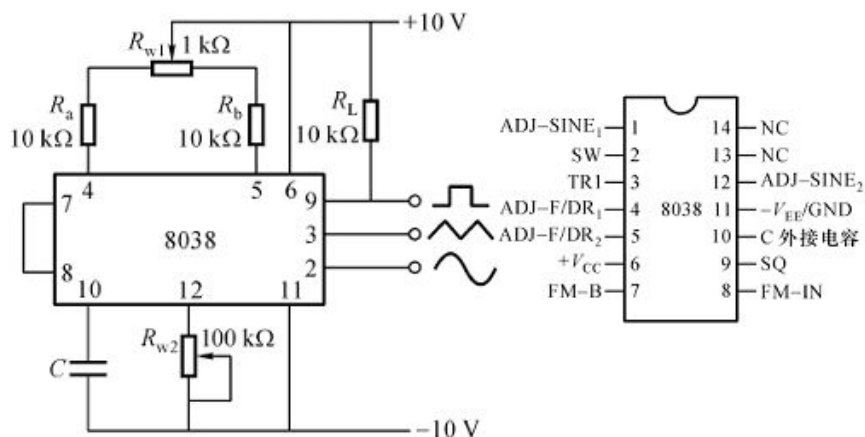 +10 V
R_w1
1 kΩ
R_a
10 kΩ
R_b
10 kΩ
R_L
10 kΩ
4
5
6
7
8
8038
9
3
2
10
12
11
C
R_w2
100 kΩ
−10 V
ADJ−SINE₁ 1 14 NC
SW 2 13 NC
TRI 3 12 ADJ−SINE₂
ADJ−F/DR₁ 4 8038 11 −V_EE/GND
ADJ−F/DR₂ 5 10 C 外接电容
+V_CC 6 9 SQ
FM−B 7 8 FM−IN